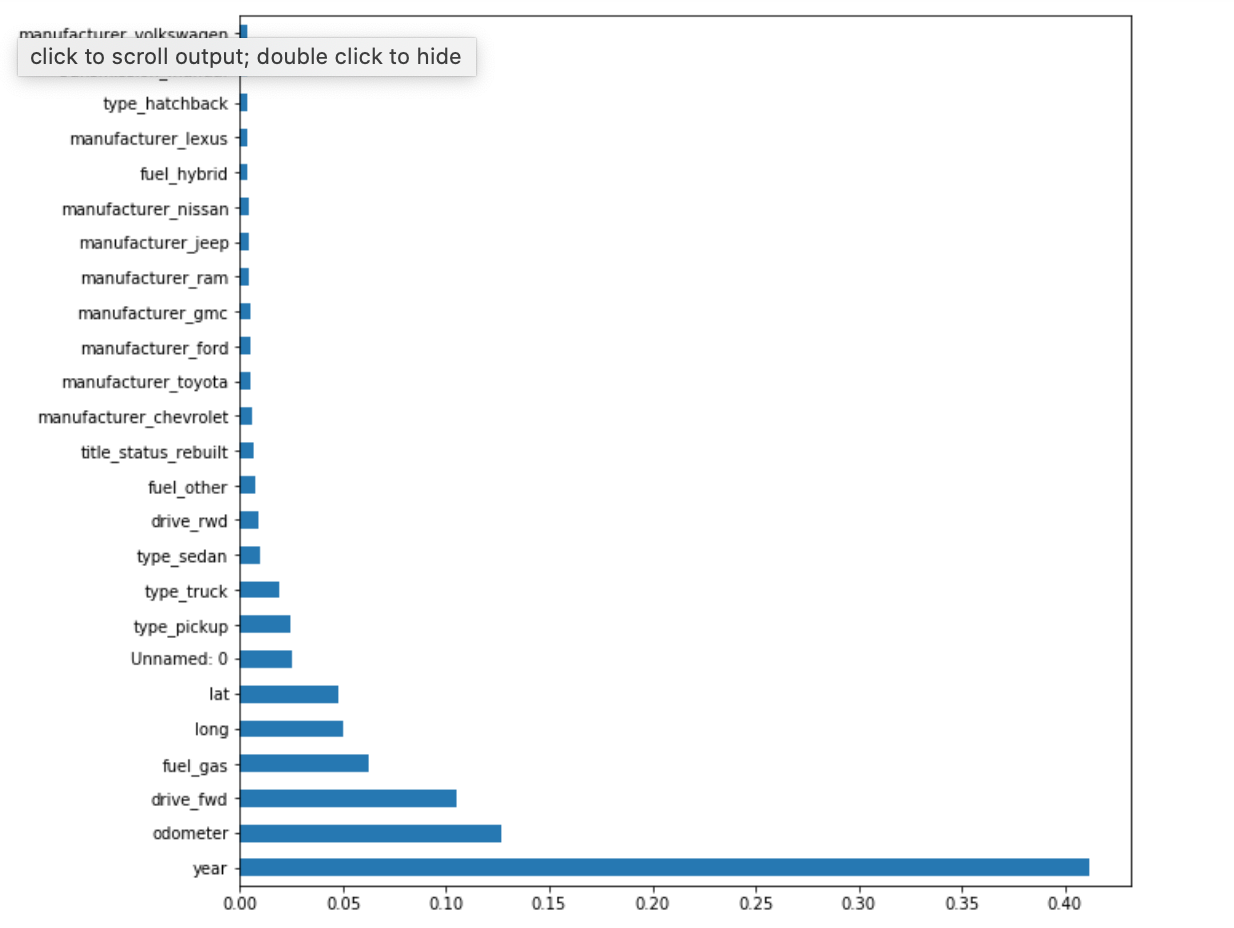 manufacturer_volkswagen
click to scroll output; double click to hide
type_hatchback
manufacturer_lexus
fuel_hybrid
manufacturer_nissan
manufacturer_jeep
manufacturer_ram
manufacturer_gmc
manufacturer_ford
manufacturer_toyota
manufacturer_chevrolet
title_status_rebuilt
fuel_other
drive_rwd
type_sedan
type_truck
type_pickup
Unnamed: 0
lat
long
fuel_gas
drive_fwd
odometer
year
0.00 0.05 0.10 0.15 0.20 0.25 0.30 0.35 0.40